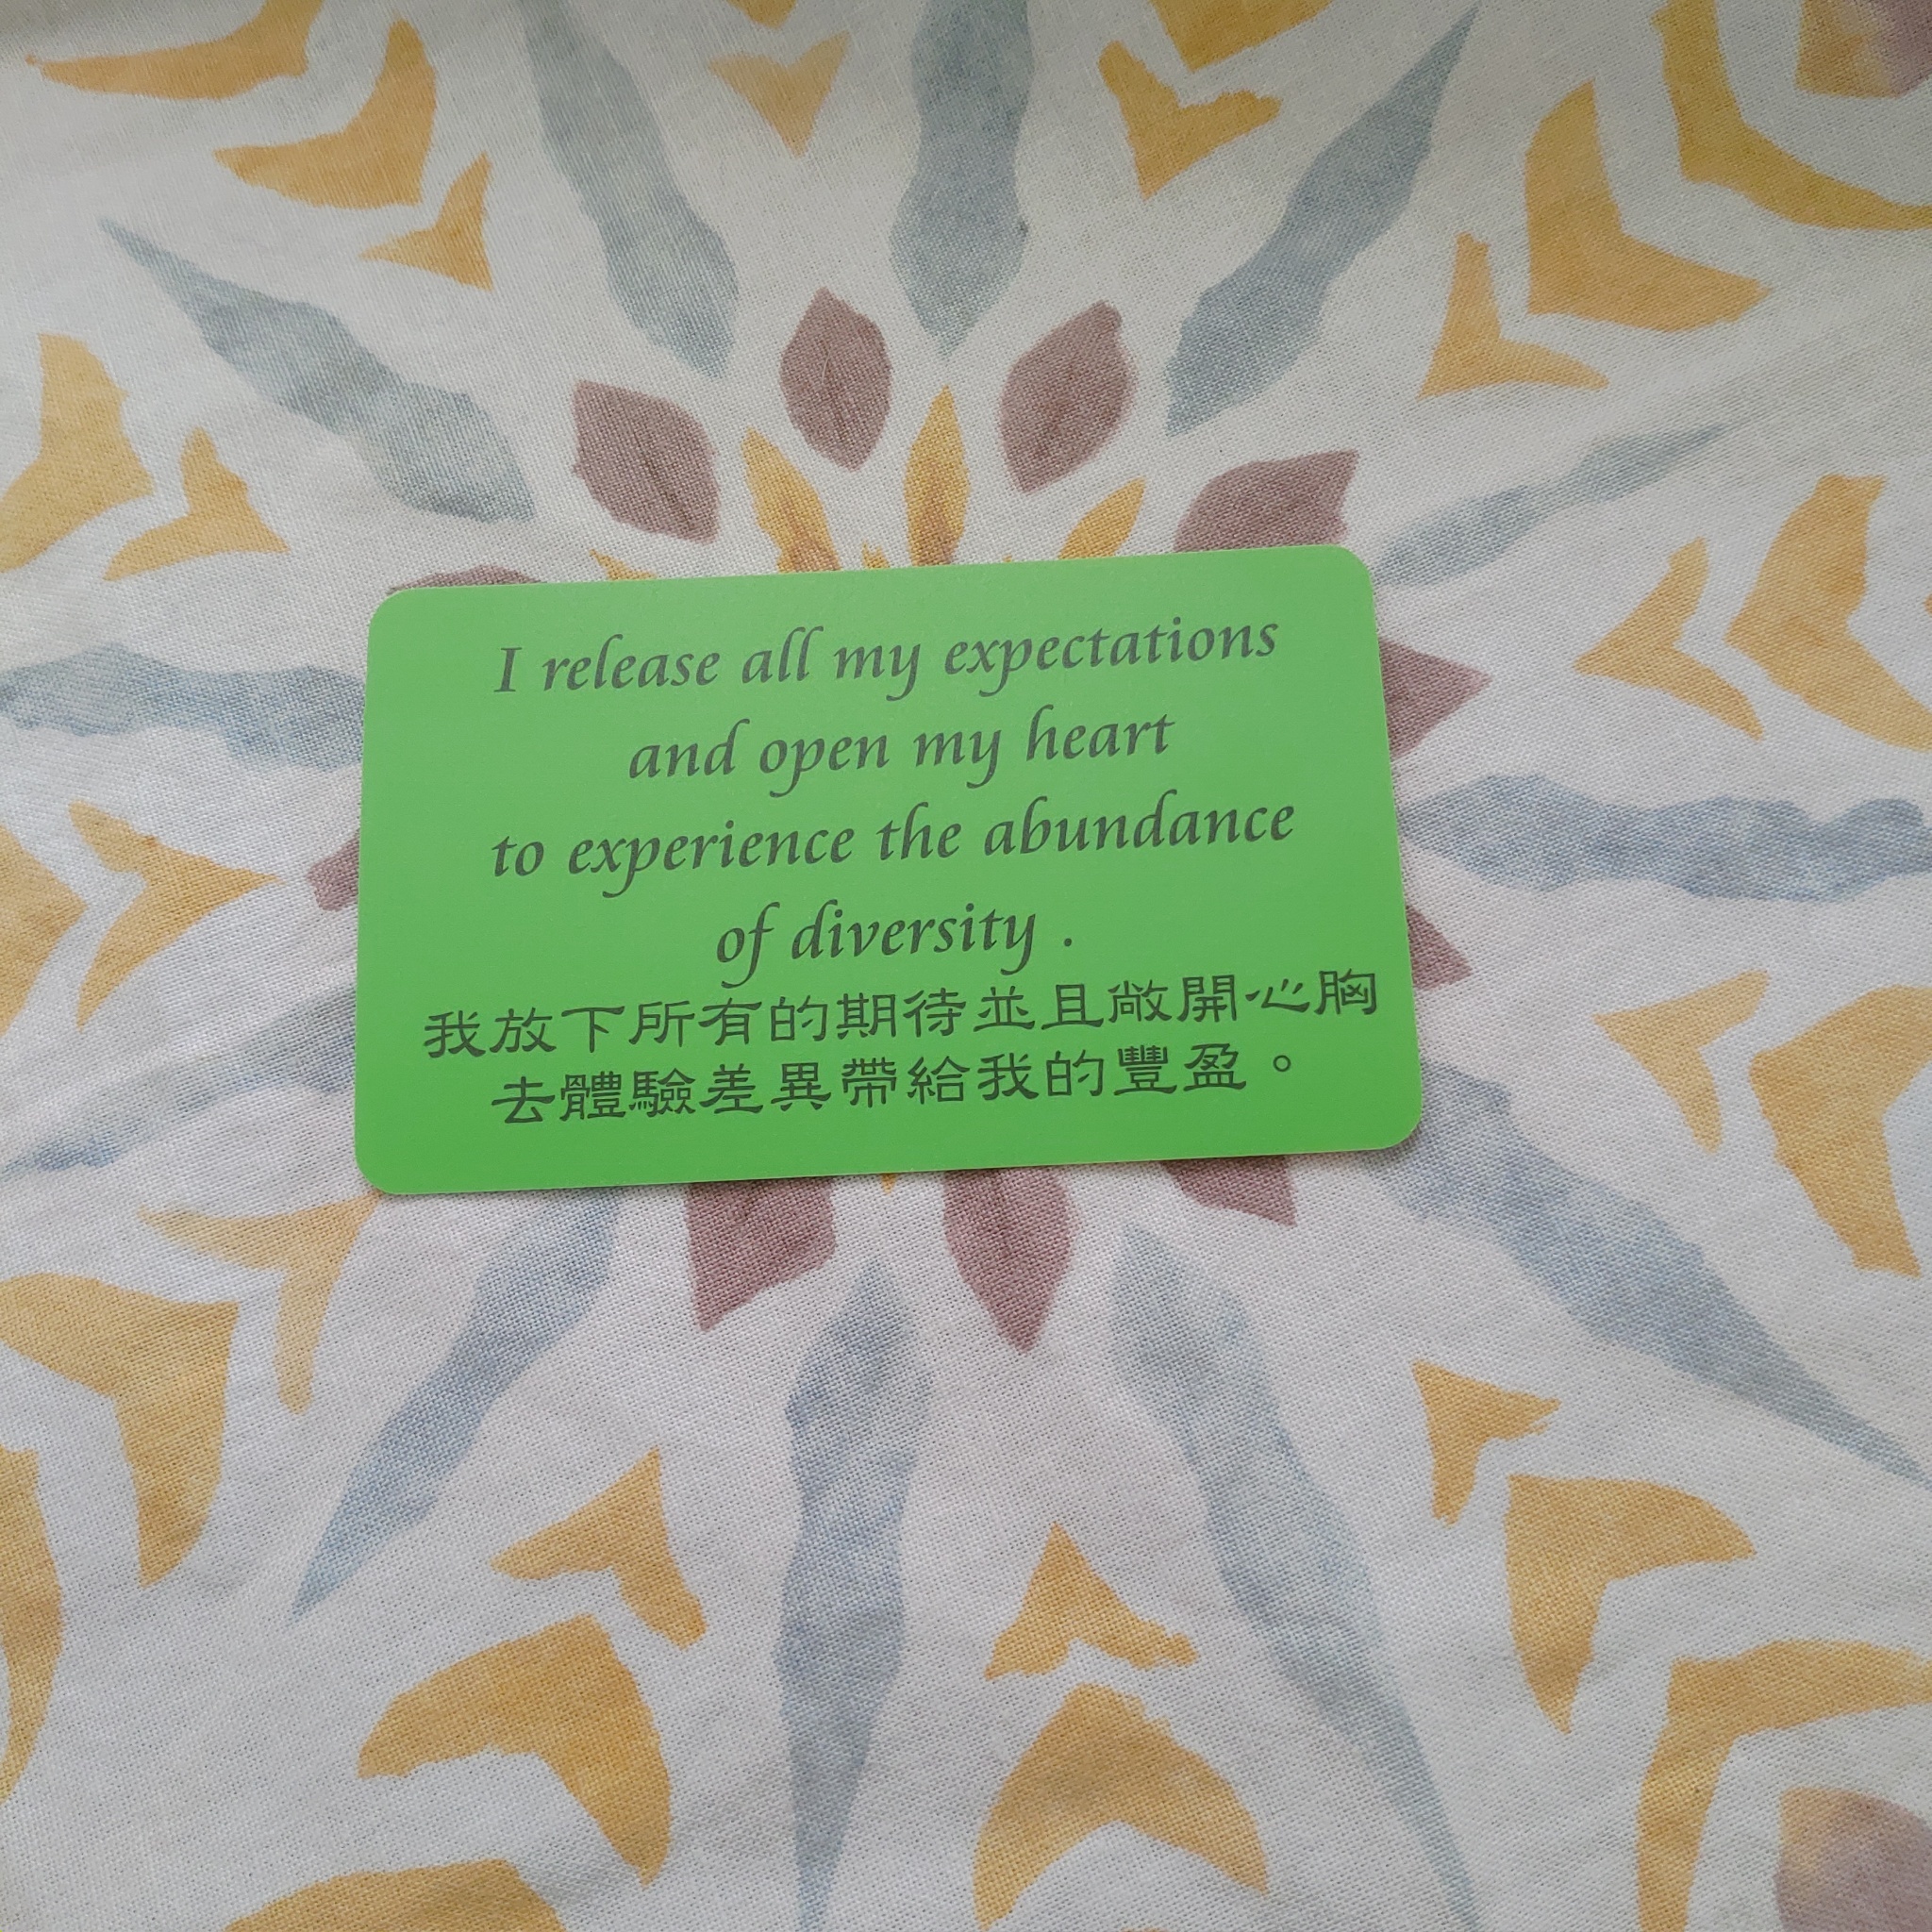 I release all my expectations
and open my heart
to experience the abundance
of diversity .
我放下所有的期待並且敞開心胸
去體驗差異帶給我的豐盈。